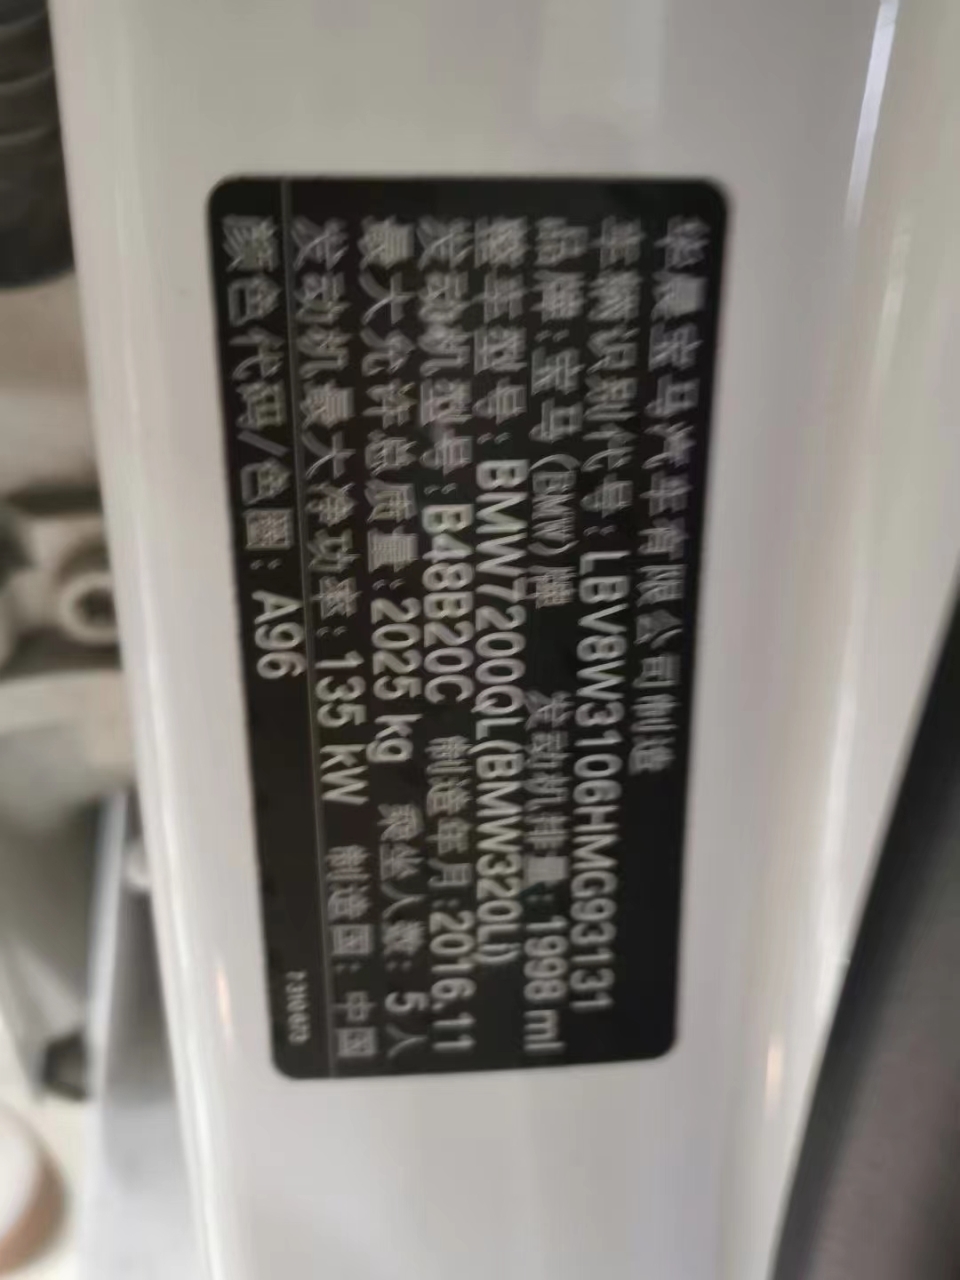 华晨宝马汽车有限公司制造
车辆识别代号：LBV8W3106HMG93131
品牌：宝马（BMW）牌 发动机排量：1998 ml
整车型号：BMW7200QL(BMW320Li)
发动机型号：B48B20C 制造年月：2016.11
最大允许总质量：2025 kg 乘坐人数：5人
发动机最大净功率：135 kW 制造国：中国
颜色代码/色图：A96